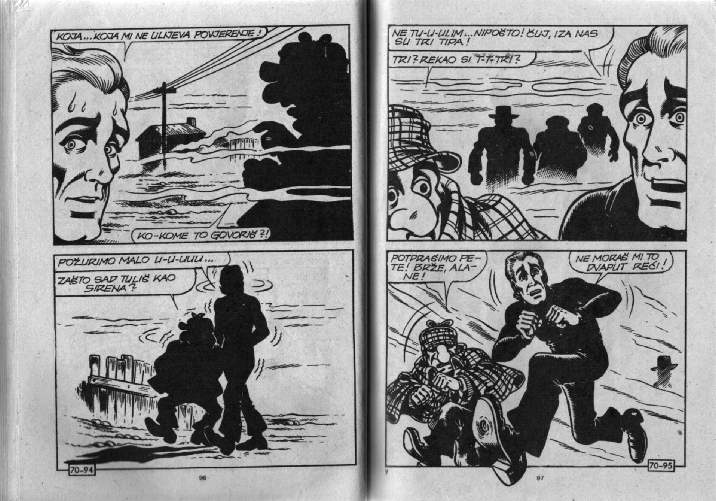 KOJA...KOJA MI NE ULIJEVA POVJERENJE!
KO-KOME TO GOVORIŠ?!
POŽURIMO MALO U-U-UUU...
ZAŠTO SAD TULIŠ KAO
SIRENA?
70-94
96
NE TU-U-ULIM...NIPOŠTO! ČUJ, IZA NAS
SU TRI TIPA!
TRI? REKAO SI T-T-TRI?
POTPRAŠIMO PE-
TE! BRŽE, ALA-
NE!
NE MORAŠ MI TO
DVAPUT REĆI!
70-95
97